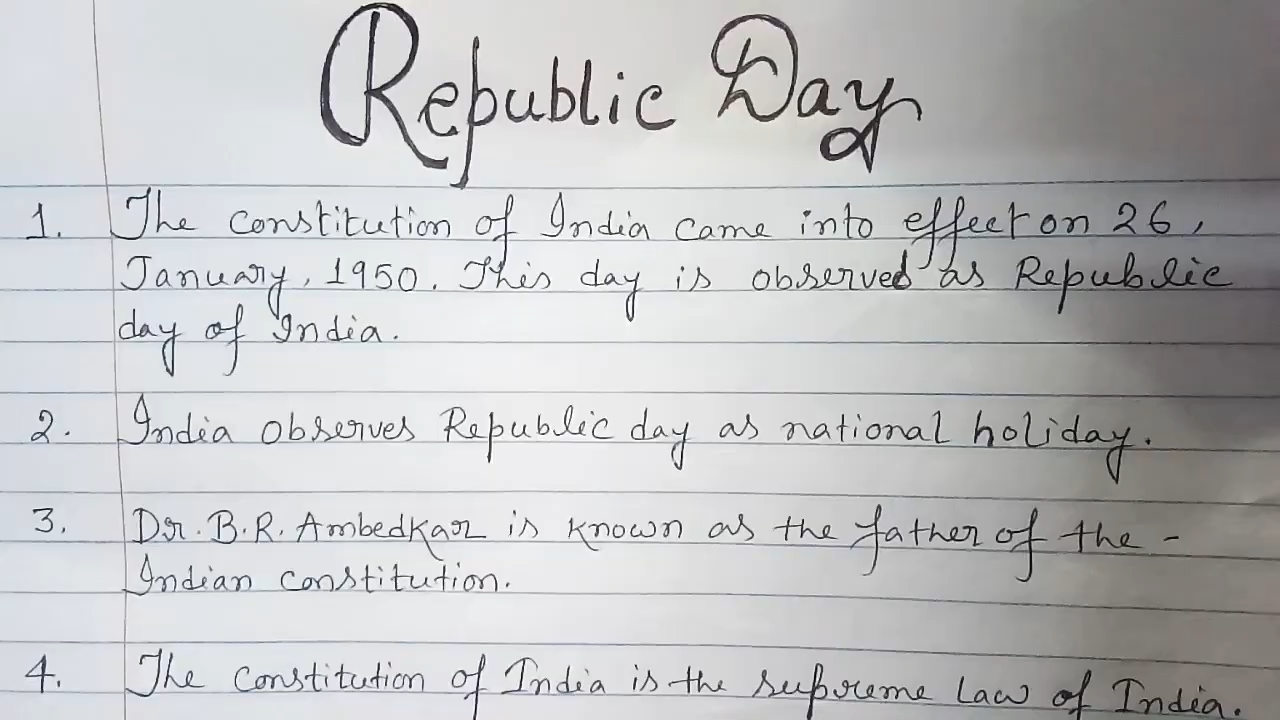 Republic Day
1. The constitution of India came into effect on 26,
January, 1950. This day is observed as Republic
day of India.
2. India observes Republic day as national holiday.
3. Dr. B.R. Ambedkar is known as the father of the -
Indian constitution.
4. The constitution of India is the supreme law of India.